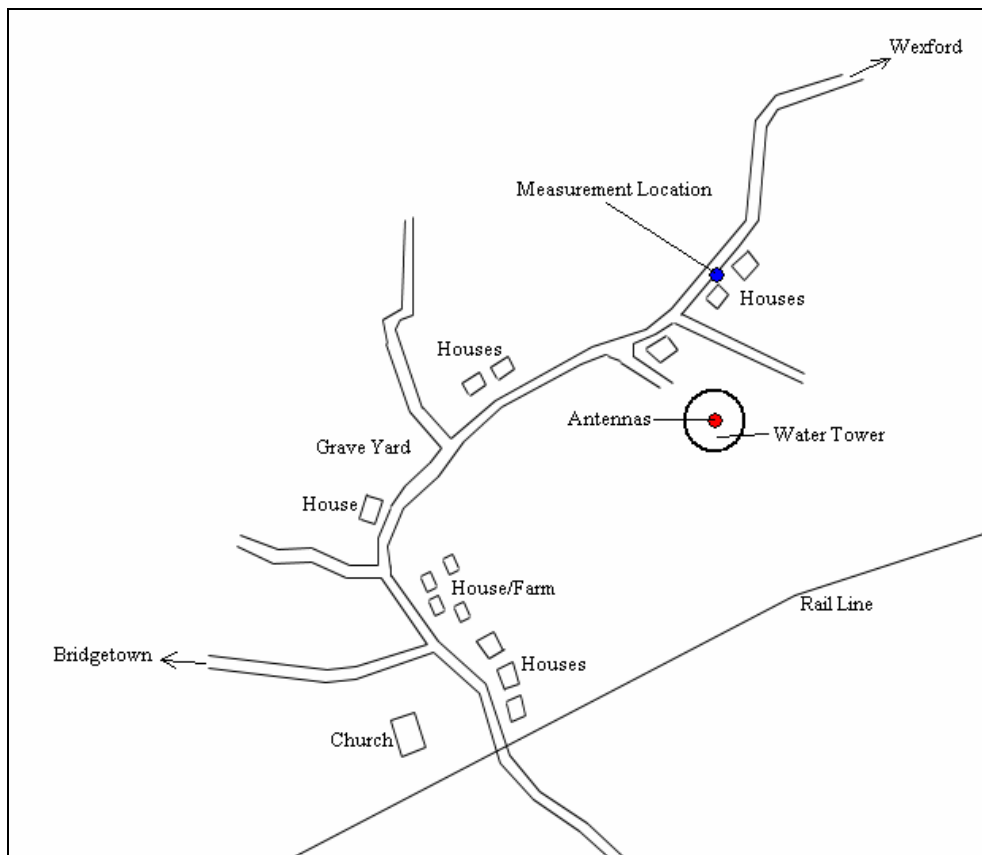 Wexford
Measurement Location
Houses
Houses
Antennas
Water Tower
Grave Yard
House
House/Farm
Rail Line
Bridgetown
Houses
Church